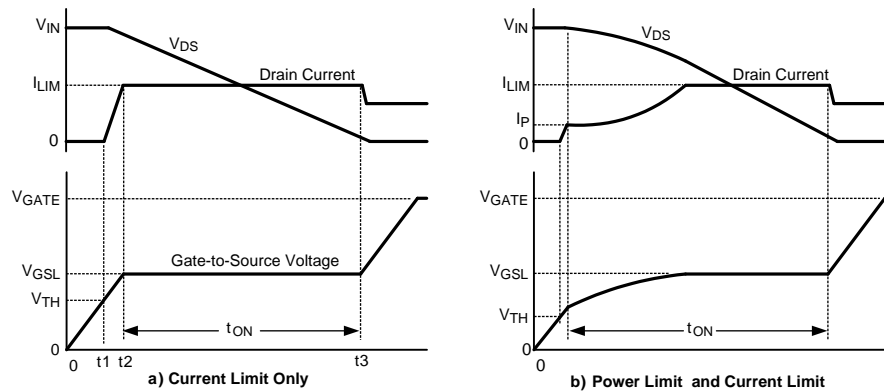 VIN
VDS
Drain Current
ILIM
0
VGATE
Gate-to-Source Voltage
VGSL
VTH
tON
0
0
t1
t2
t3
a) Current Limit Only
VIN
VDS
Drain Current
ILIM
IP
0
VGATE
VGSL
VTH
tON
0
0
b) Power Limit and Current Limit